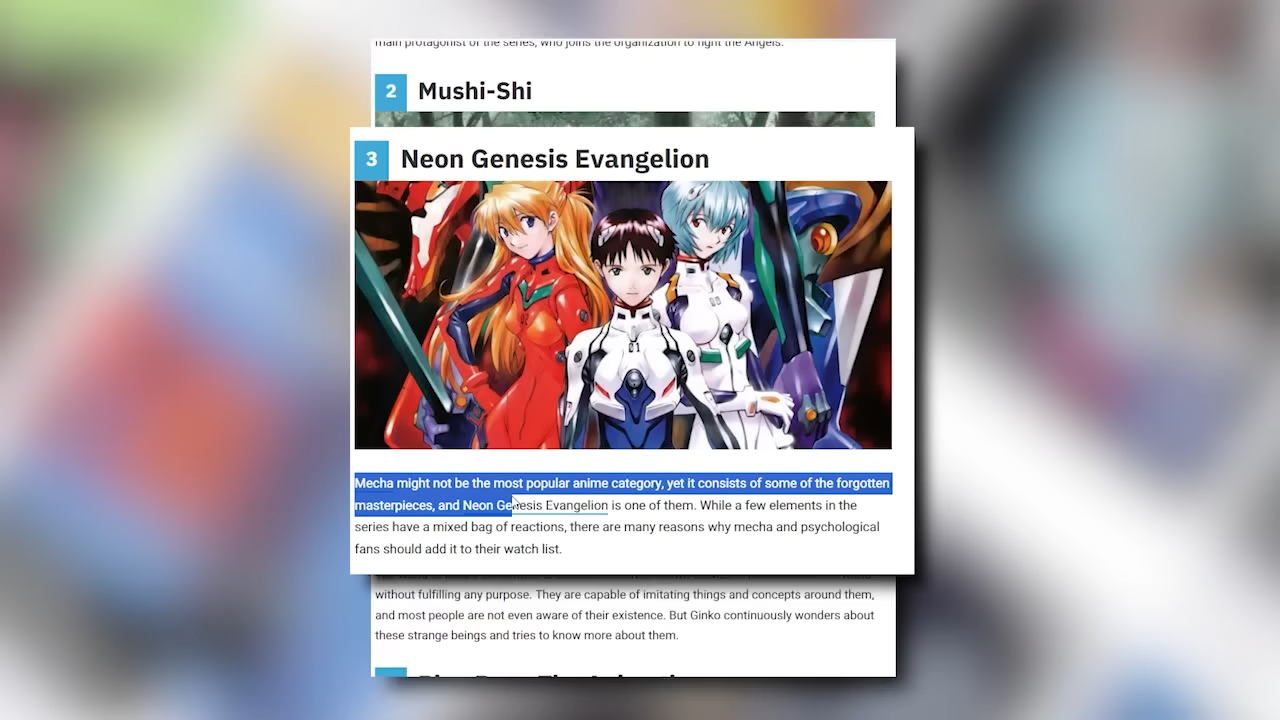 main protagonist of the series, who joins the organization to fight the Angels.
2 Mushi-Shi
3 Neon Genesis Evangelion
01
Mecha might not be the most popular anime category, yet it consists of some of the forgotten
masterpieces, and Neon Genesis Evangelion is one of them. While a few elements in the
series have a mixed bag of reactions, there are many reasons why mecha and psychological
fans should add it to their watch list.
without fulfilling any purpose. They are capable of imitating things and concepts around them,
and most people are not even aware of their existence. But Ginko continuously wonders about
these strange beings and tries to know more about them.